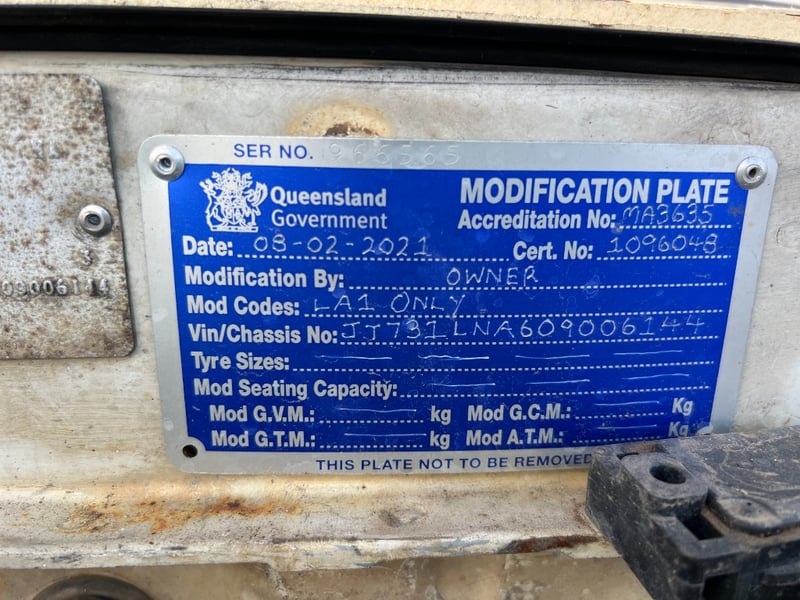 SER NO. 966565
Queensland Government
MODIFICATION PLATE
Accreditation No: MA3635
Date: 08-02-2021 Cert. No: 1096048
Modification By: OWNER
Mod Codes: LA1 ONLY
Vin/Chassis No: JJ731LNA609006144
Tyre Sizes:
Mod Seating Capacity:
Mod G.V.M.: kg Mod G.C.M.: Kg
Mod G.T.M.: kg Mod A.T.M.: Kg
THIS PLATE NOT TO BE REMOVED
3
09006144